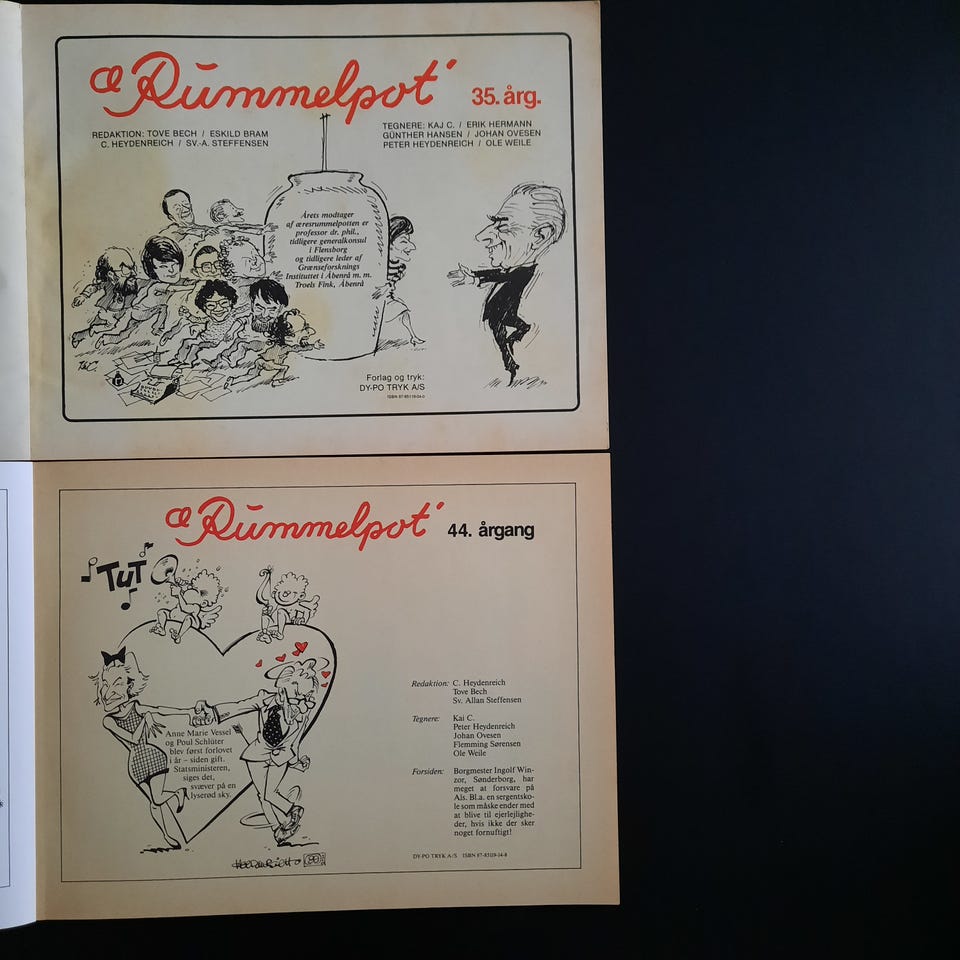 æ Rummelpot'
35. årg.
REDAKTION: TOVE BECH / ESKILD BRAM
C. HEYDENREICH / SV.-A. STEFFENSEN
TEGNERE: KAJ C. / ERIK HERMANN
GÜNTHER HANSEN / JOHAN OVESEN
PETER HEYDENREICH / OLE WEILE
Årets modtager
af æresrummelpotten er
professor dr. phil.,
tidligere generalkonsul
i Flensborg
og tidligere leder af
Grænseforsknings
Instituttet i Åbenrå m. m.
Troels Fink, Åbenrå
Forlag og tryk:
DY-PO TRYK A/S
æ Rummelpot'
44. årgang
TUT
Anne Marie Vessel
og Poul Schlüter
blev først forlovet
i år – siden gift.
Statsministeren,
siges det,
svæver på en
lyserød sky.
Redaktion: C. Heydenreich
Tove Bech
Sv. Allan Steffensen
Tegnere: Kai C.
Peter Heydenreich
Johan Ovesen
Flemming Sørensen
Ole Weile
Forsiden: Borgmester Ingolf Win-
zor, Sønderborg, har
meget at forsvare på
Als. Bl.a. en sergentsko-
le som måske ender med
at blive til ejerlejlighe-
der, hvis ikke der sker
noget fornuftigt!
DY-PO TRYK A/S ISBN 87-85119-14-8